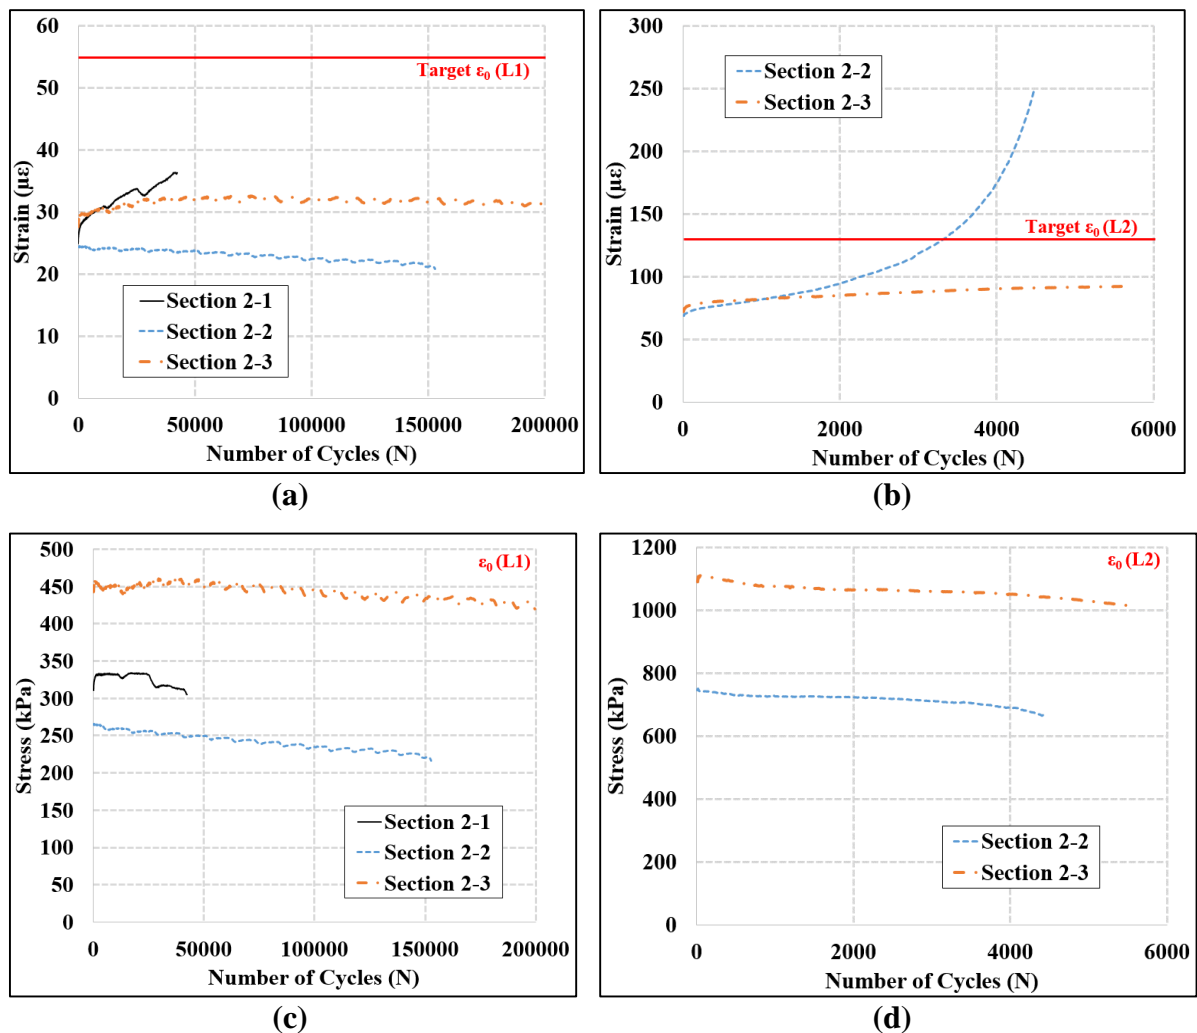 60
50
40
30
20
10
0
Strain (με)
Target ε₀ (L1)
Section 2-1
Section 2-2
Section 2-3
0
50000
100000
150000
200000
Number of Cycles (N)
(a)
300
250
200
150
100
50
0
Strain (με)
Section 2-2
Section 2-3
Target ε₀ (L2)
0
2000
4000
6000
Number of Cycles (N)
(b)
500
450
400
350
300
250
200
150
100
50
0
Stress (kPa)
ε₀ (L1)
Section 2-1
Section 2-2
Section 2-3
0
50000
100000
150000
200000
Number of Cycles (N)
(c)
1200
1000
800
600
400
200
0
Stress (kPa)
ε₀ (L2)
Section 2-2
Section 2-3
0
2000
4000
6000
Number of Cycles (N)
(d)